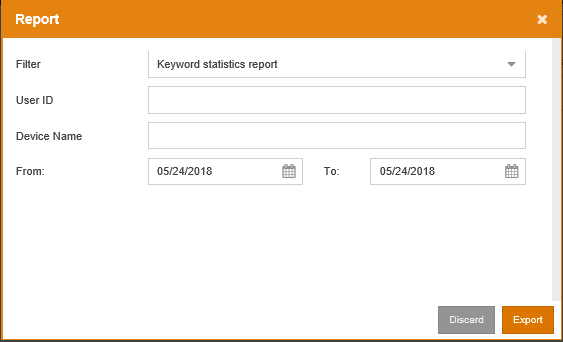 Report
Filter Keyword statistics report
User ID
Device Name
From: 05/24/2018 To: 05/24/2018
Discard Export